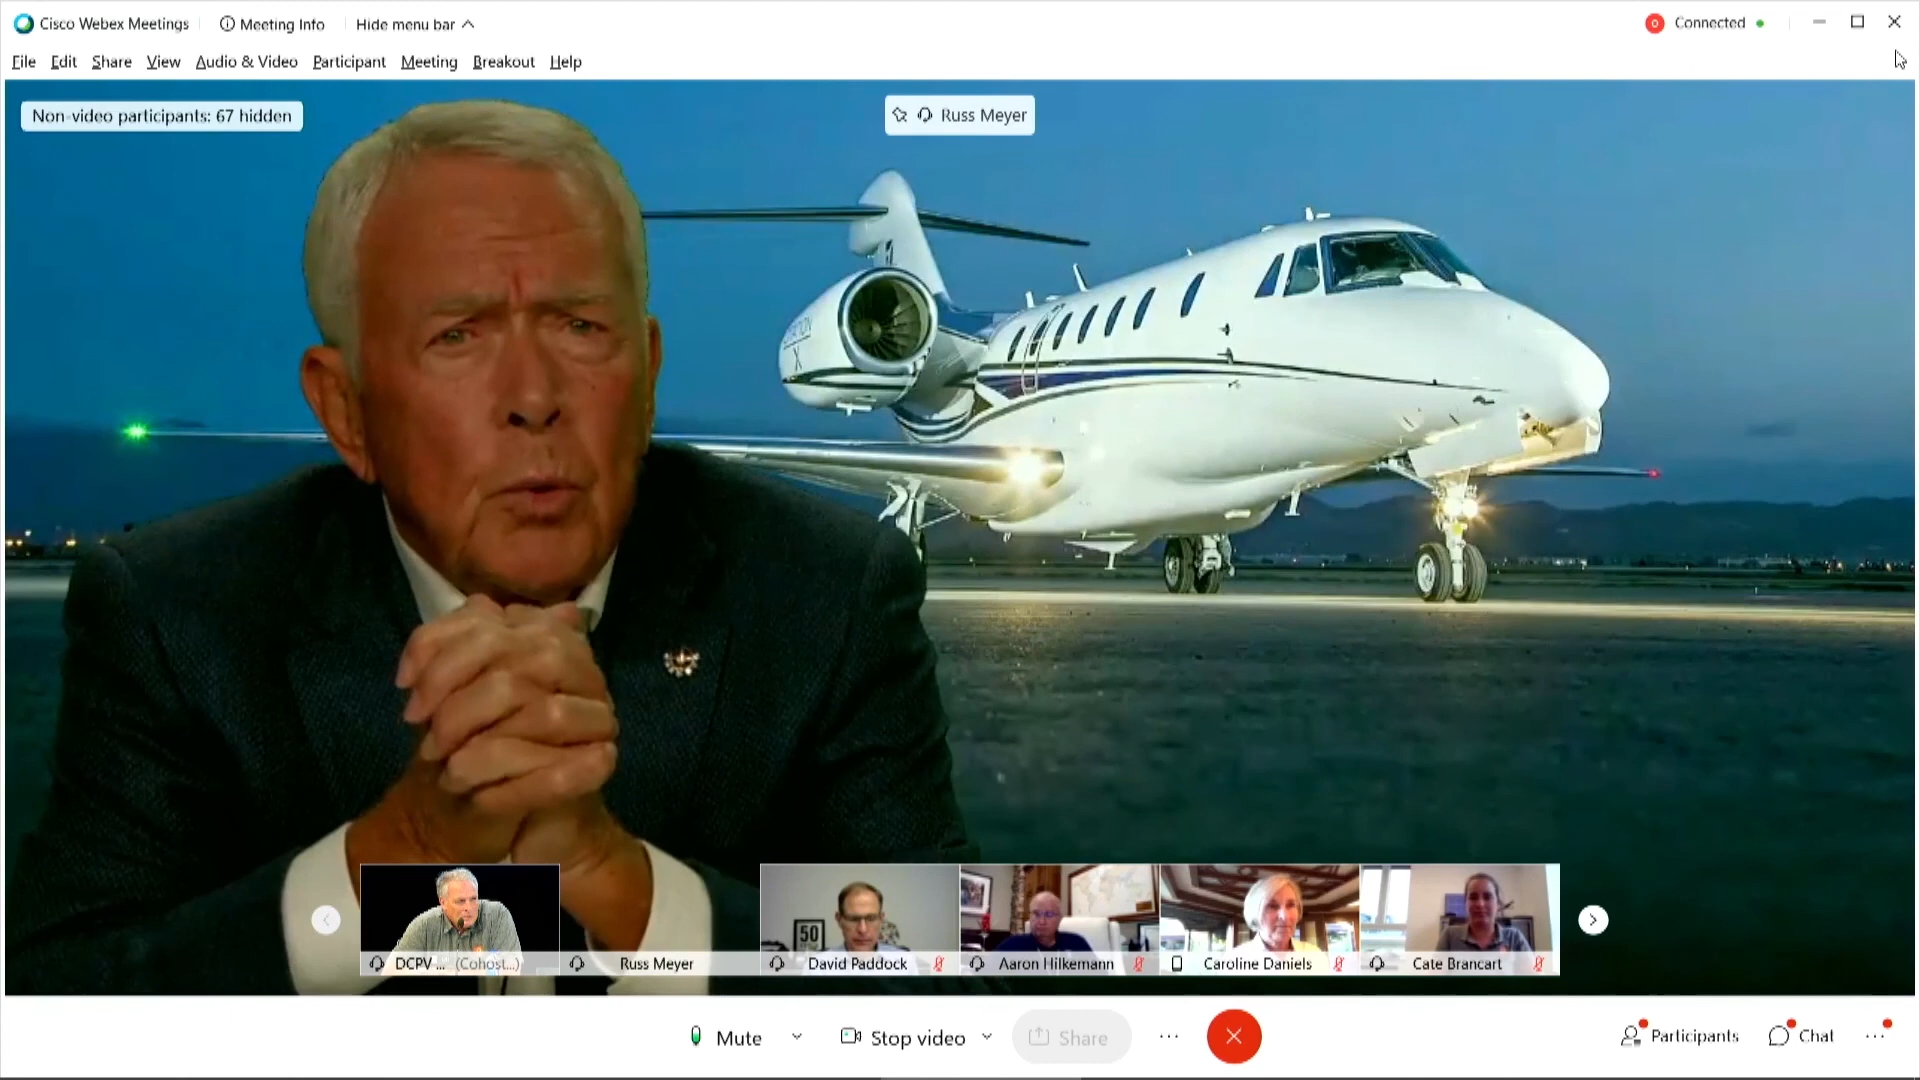 Cisco Webex Meetings
Meeting Info
Hide menu bar
Connected
File Edit Share View Audio & Video Participant Meeting Breakout Help
Non-video participants: 67 hidden
Russ Meyer
X
50
DCPV ... (Cohost...)
Russ Meyer
David Paddock
Aaron Hilkemann
Caroline Daniels
Cate Brancart
Mute
Stop video
Share
Participants
Chat